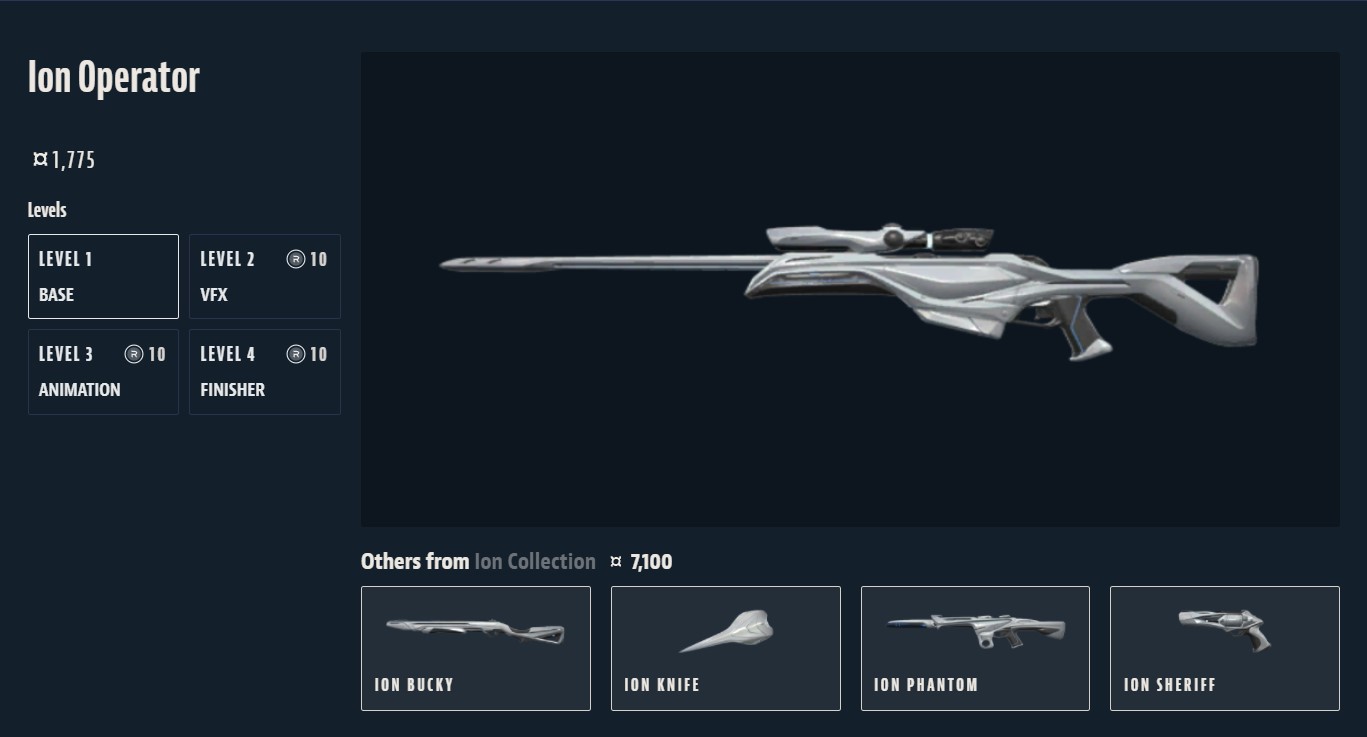 Ion Operator
¤ 1,775
Levels
LEVEL 1
BASE
LEVEL 2 R 10
VFX
LEVEL 3 R 10
ANIMATION
LEVEL 4 R 10
FINISHER
Others from Ion Collection ¤ 7,100
ION BUCKY
ION KNIFE
ION PHANTOM
ION SHERIFF